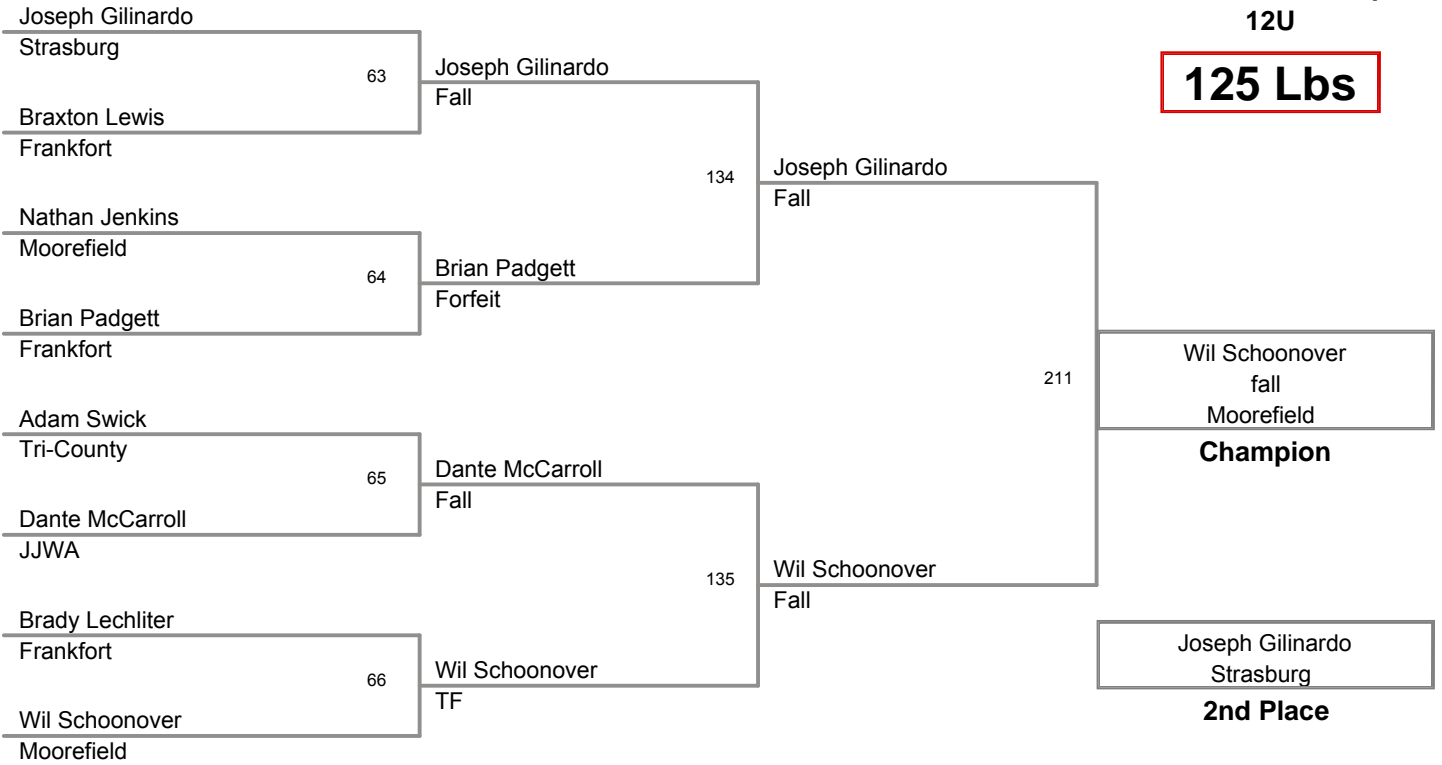 12U
125 Lbs
Joseph Gilinardo
Strasburg
63
Braxton Lewis
Frankfort
Nathan Jenkins
Moorefield
64
Brian Padgett
Frankfort
Adam Swick
Tri-County
65
Dante McCarroll
JJWA
Brady Lechliter
Frankfort
66
Wil Schoonover
Moorefield
Joseph Gilinardo
Fall
134
Brian Padgett
Forfeit
Dante McCarroll
Fall
135
Wil Schoonover
TF
Joseph Gilinardo
Fall
211
Wil Schoonover
Fall
Wil Schoonover
fall
Moorefield
Champion
Joseph Gilinardo
Strasburg
2nd Place